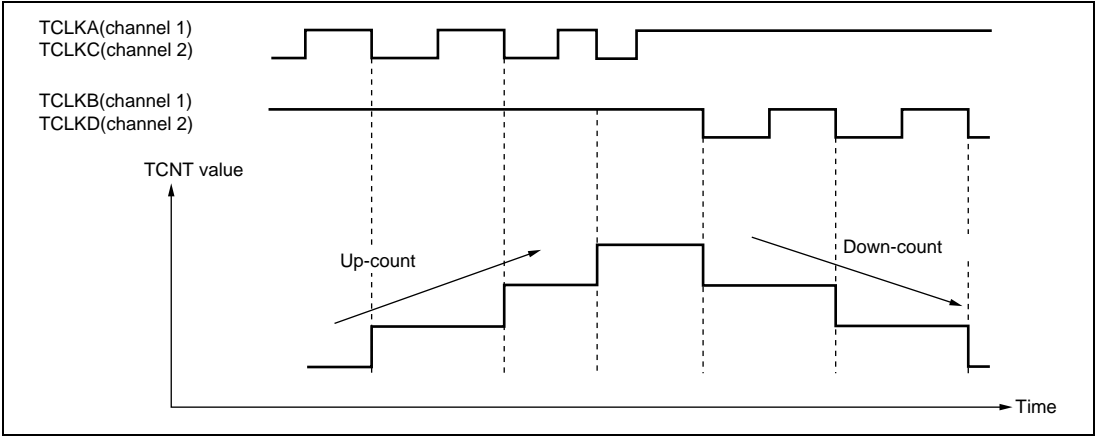 TCLKA(channel 1)
TCLKC(channel 2)
TCLKB(channel 1)
TCLKD(channel 2)
TCNT value
Up-count
Down-count
Time